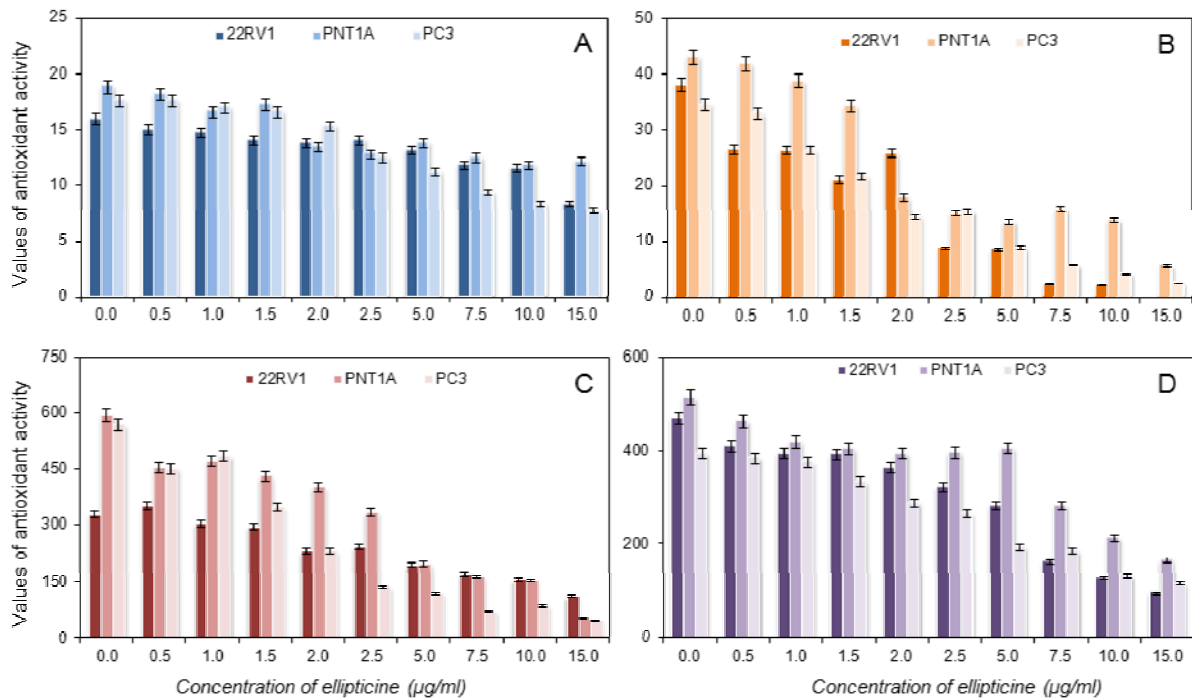 25
20
15
10
5
0
Values of antioxidant activity
22RV1 PNT1A PC3
A
0.0 0.5 1.0 1.5 2.0 2.5 5.0 7.5 10.0 15.0
50
40
30
20
10
0
22RV1 PNT1A PC3
B
0.0 0.5 1.0 1.5 2.0 2.5 5.0 7.5 10.0 15.0
750
600
450
300
150
0
Values of antioxidant activity
22RV1 PNT1A PC3
C
0.0 0.5 1.0 1.5 2.0 2.5 5.0 7.5 10.0 15.0
Concentration of ellipticine (µg/ml)
600
400
200
0
22RV1 PNT1A PC3
D
0.0 0.5 1.0 1.5 2.0 2.5 5.0 7.5 10.0 15.0
Concentration of ellipticine (µg/ml)